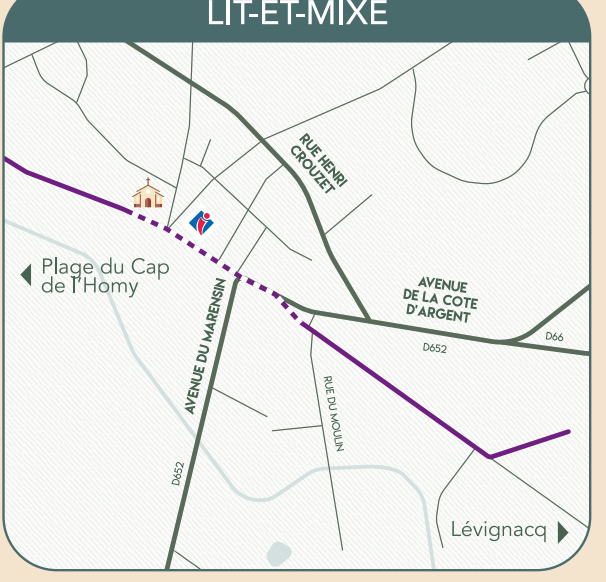 LIT-ET-MIXE
RUE HENRI
CROUZET
Plage du Cap
de l'Homy
AVENUE
DE LA COTE
D'ARGENT
D66
D652
AVENUE DU MARENSIN
RUE DU MOULIN
D652
Lévignacq